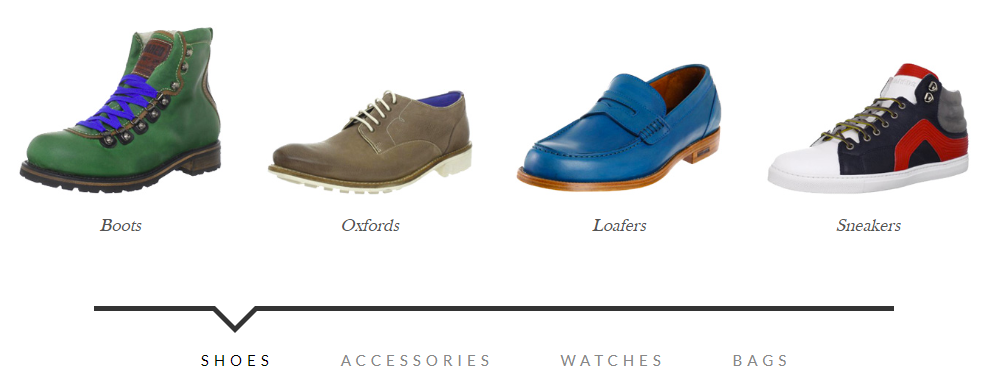 Boots Oxfords Loafers Sneakers
SHOES ACCESSORIES WATCHES BAGS